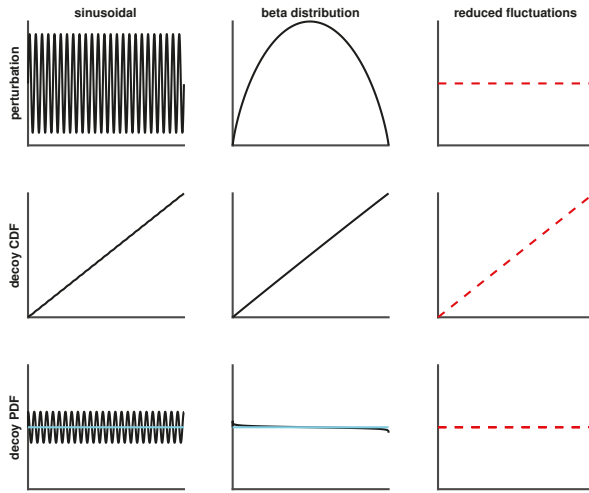 sinusoidal
beta distribution
reduced fluctuations
perturbation
decoy CDF
decoy PDF